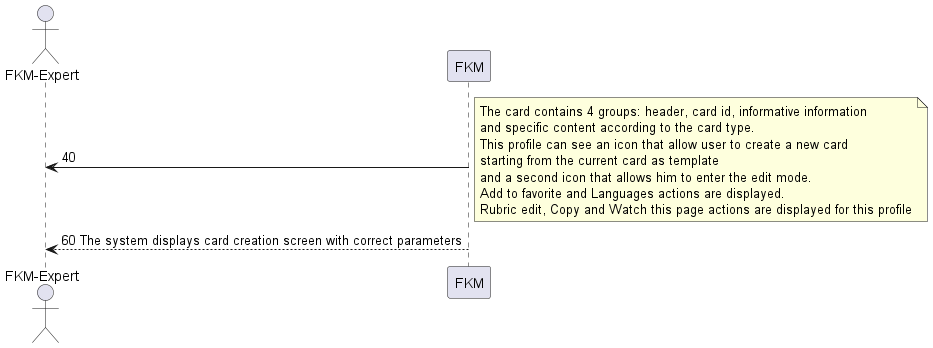 FKM-Expert
FKM
The card contains 4 groups: header, card id, informative information
and specific content according to the card type.
This profile can see an icon that allow user to create a new card
starting from the current card as template
and a second icon that allows him to enter the edit mode.
Add to favorite and Languages actions are displayed.
Rubric edit, Copy and Watch this page actions are displayed for this profile
40
60 The system displays card creation screen with correct parameters
FKM-Expert
FKM